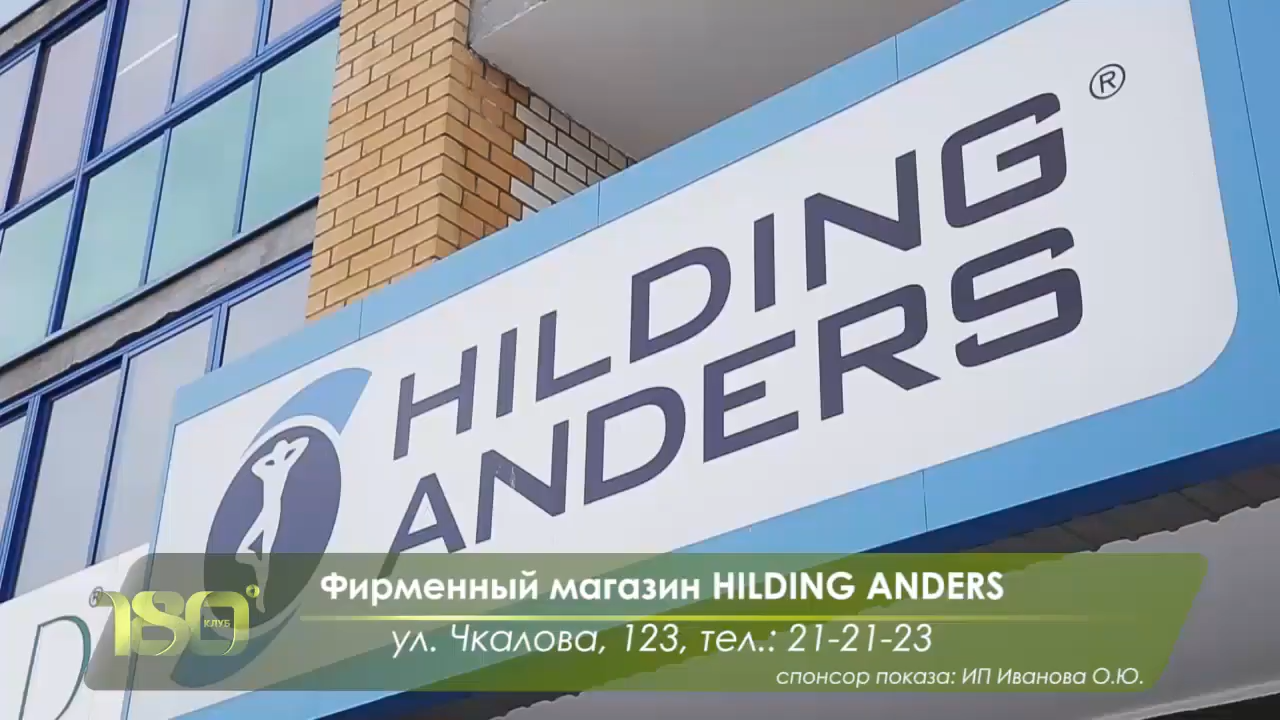 HILDING
ANDERS
®
D
®
180°
КЛУБ
Фирменный магазин HILDING ANDERS
ул. Чкалова, 123, тел.: 21-21-23
спонсор показа: ИП Иванова О.Ю.